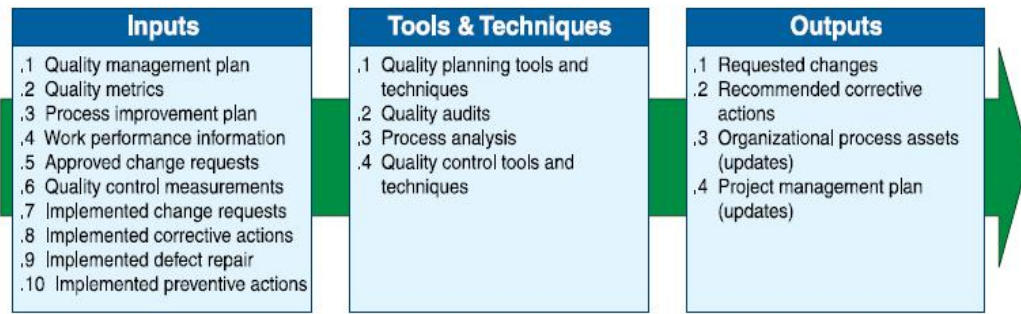 Inputs
.1 Quality management plan
.2 Quality metrics
.3 Process improvement plan
.4 Work performance information
.5 Approved change requests
.6 Quality control measurements
.7 Implemented change requests
.8 Implemented corrective actions
.9 Implemented defect repair
.10 Implemented preventive actions
Tools & Techniques
.1 Quality planning tools and
techniques
.2 Quality audits
.3 Process analysis
.4 Quality control tools and
techniques
Outputs
.1 Requested changes
.2 Recommended corrective
actions
.3 Organizational process assets
(updates)
.4 Project management plan
(updates)